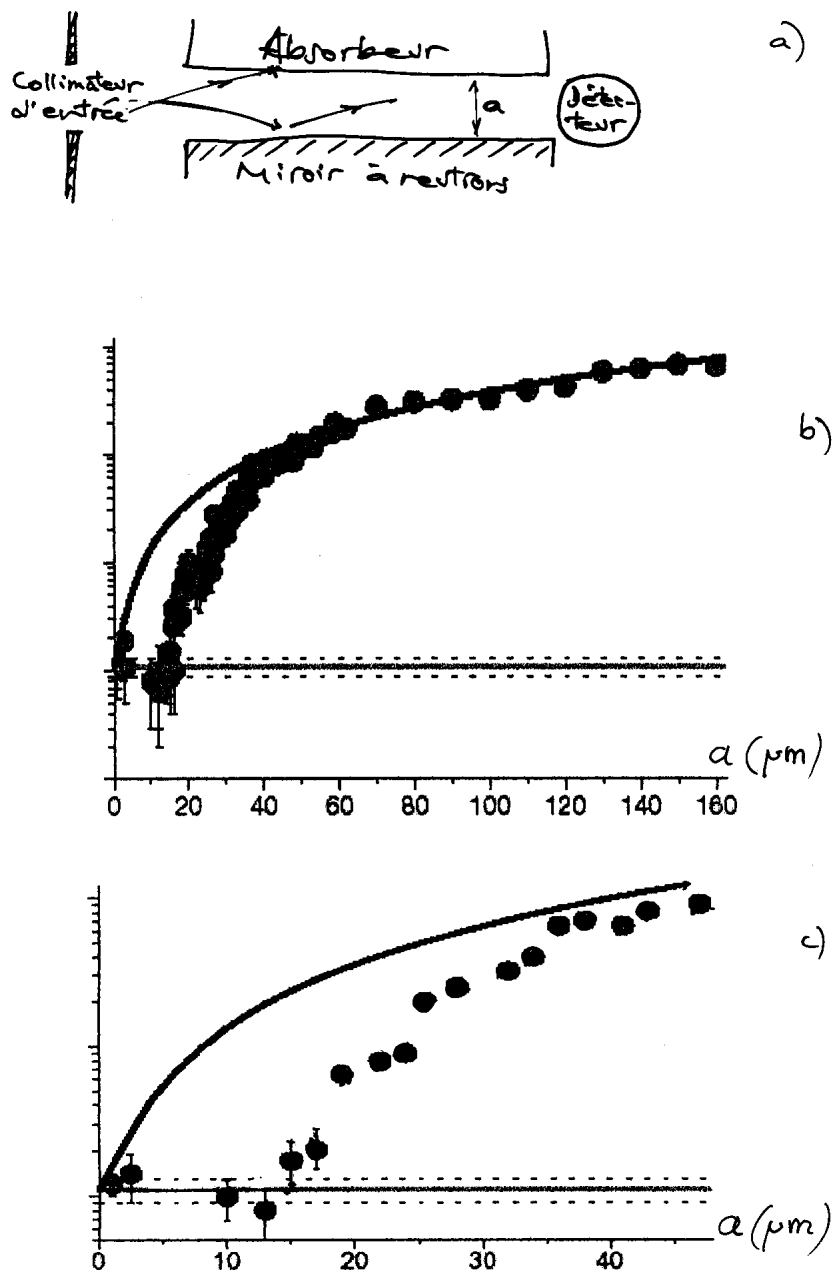 a)
Absorbeur
Collimateur
d'entrée
a
Détec-
teur
Miroir à neutrons
b)
a (μm)
0 20 40 60 80 100 120 140 160
c)
a (μm)
0 10 20 30 40